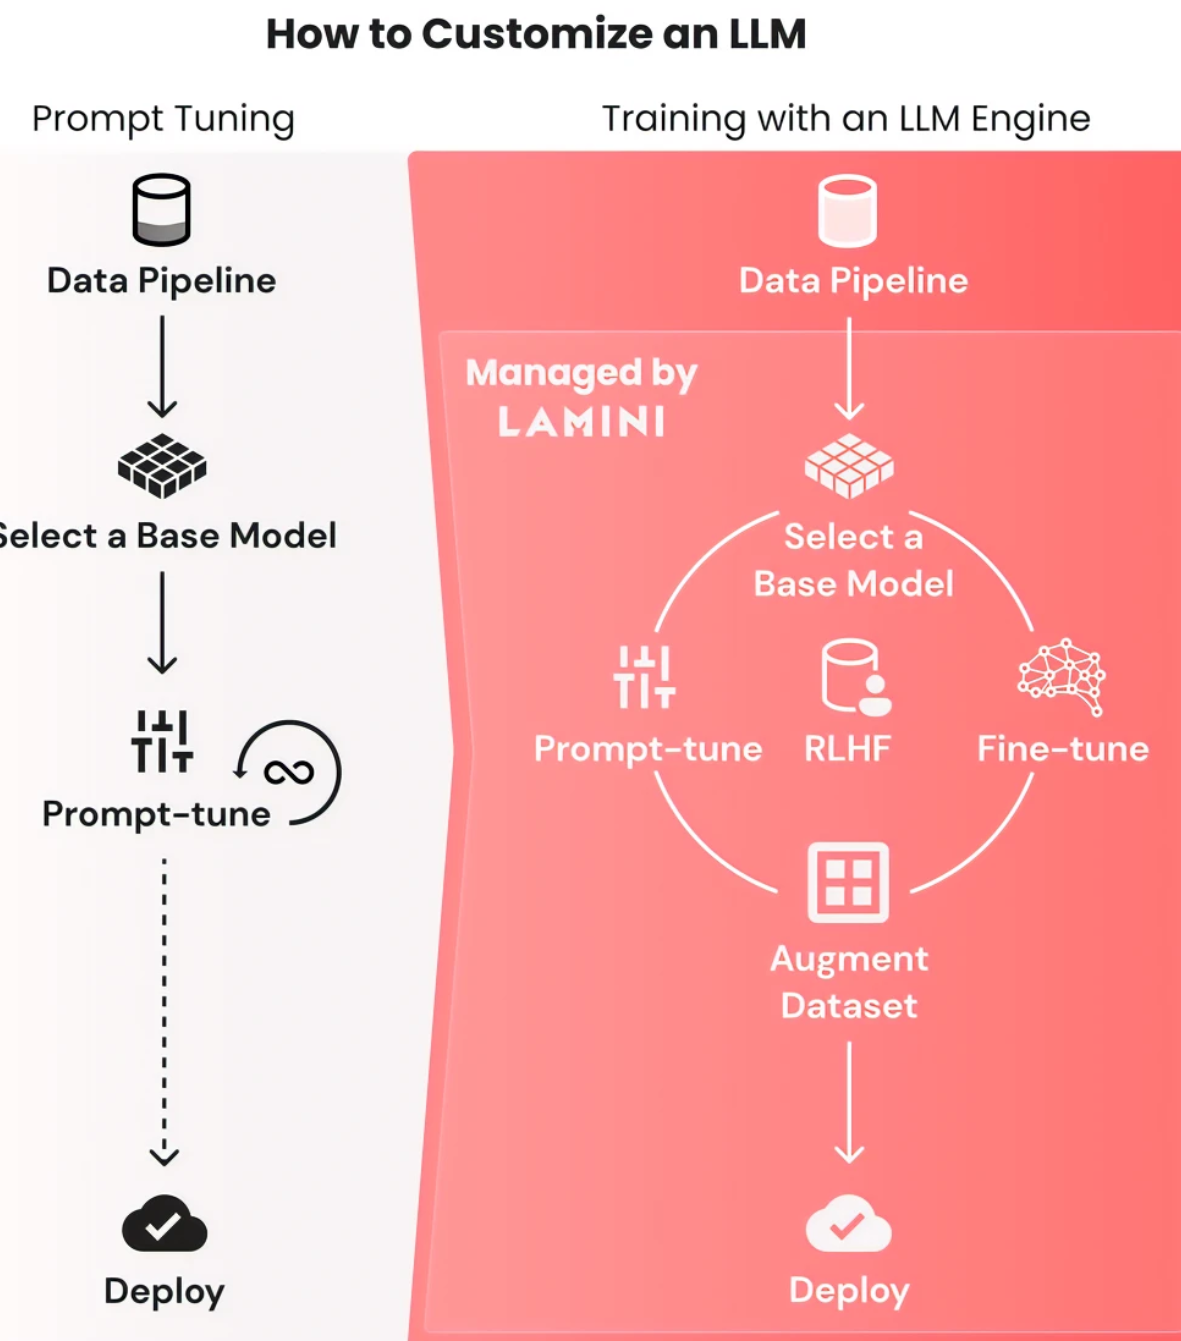 How to Customize an LLM
Prompt Tuning
Data Pipeline
Select a Base Model
Prompt-tune
Deploy
Training with an LLM Engine
Data Pipeline
Managed by
LAMINI
Select a
Base Model
Prompt-tune
RLHF
Fine-tune
Augment
Dataset
Deploy